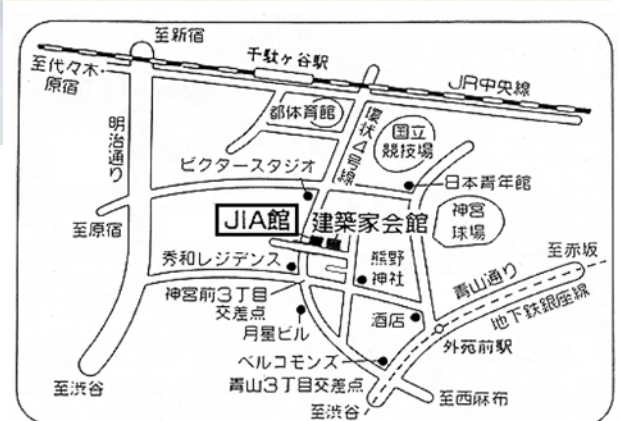 至新宿
千駄ヶ谷駅
至代々木・
原宿
JR中央線
都体育館
環状4号線
国立
競技場
明治通り
ビクタースタジオ
日本青年館
JIA館
建築家会館
神宮
球場
至原宿
秀和レジデンス
熊野
神社
至赤坂
青山通り
地下鉄銀座線
神宮前3丁目
交差点
月星ビル
酒店
外苑前駅
ベルコモンズ
青山3丁目交差点
至渋谷
至渋谷
至西麻布